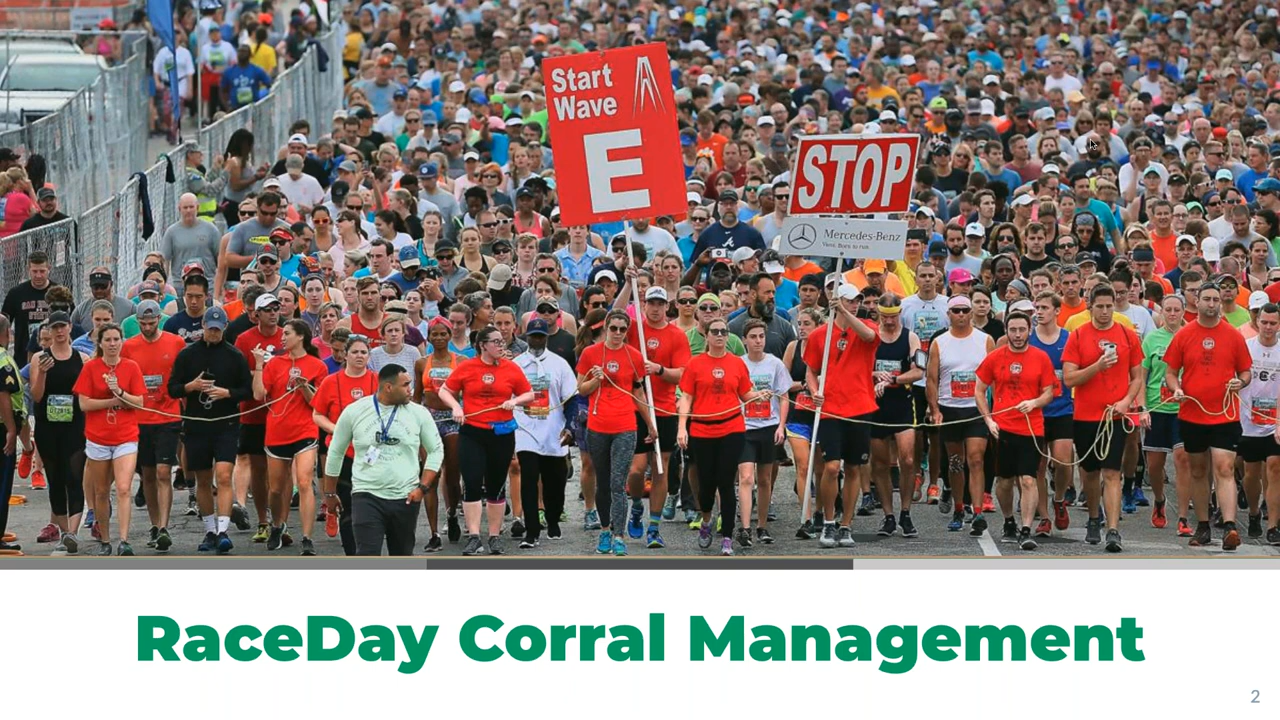 Start
Wave
E
STOP
Mercedes-Benz
RaceDay Corral Management
2